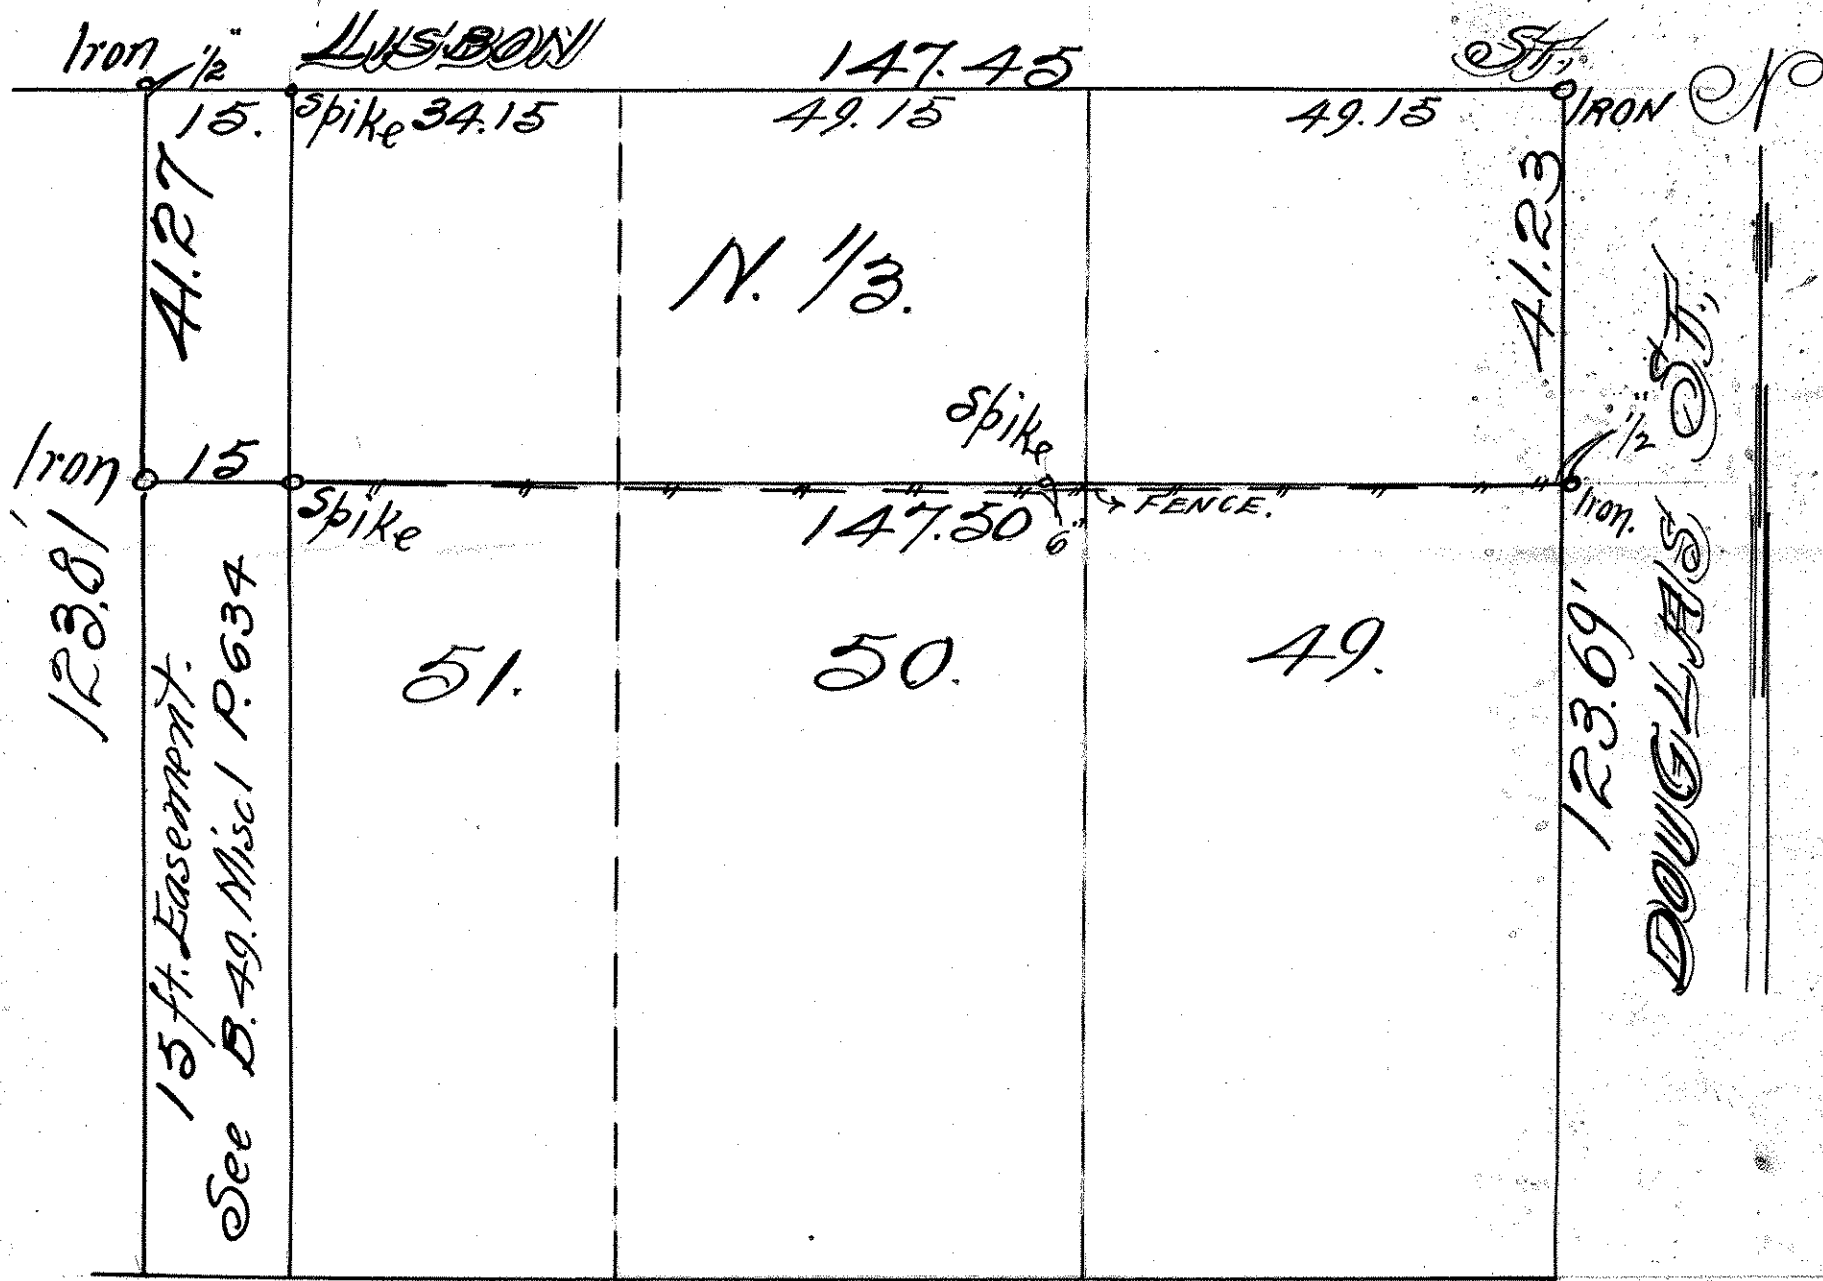 Iron 1/2" LISBON 147.45 ST., N
15. spike 34.15 49.15 49.15 IRON
41.27
N. 1/3.
41.23
Iron 15 spike 1/2"
spike 147.50 6" FENCE. Iron.
123.81'
51. 50. 49.
123.69'
DOUGLAS ST.,
15 ft. Easement.
See B. 49. Miscl P. 634